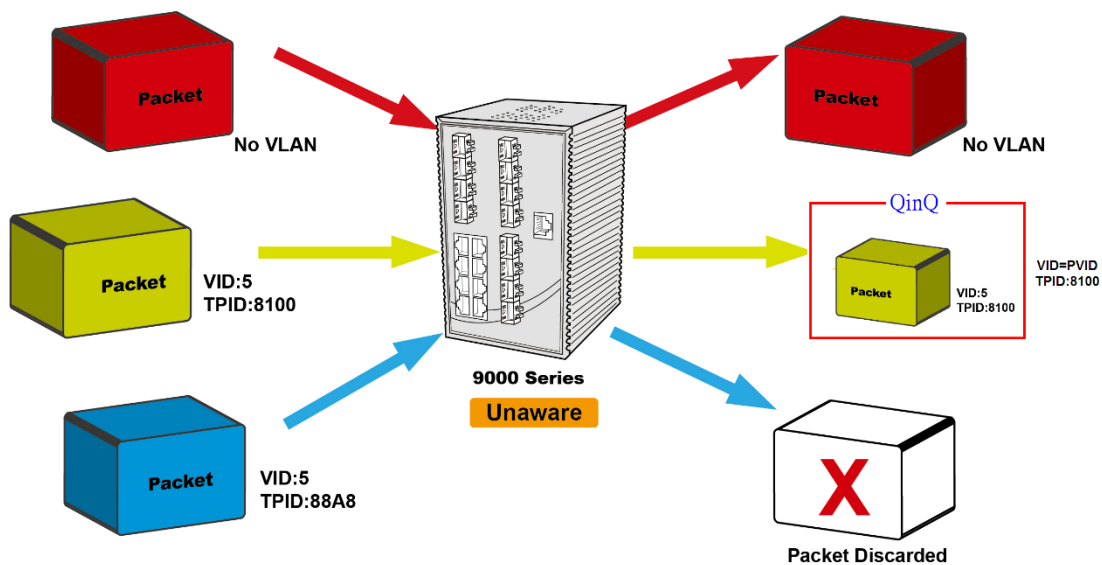 Packet
No VLAN
Packet
No VLAN
Packet
VID:5
TPID:8100
QinQ
Packet
VID:5
TPID:8100
VID=PVID
TPID:8100
9000 Series
Unaware
Packet
VID:5
TPID:88A8
X
Packet Discarded